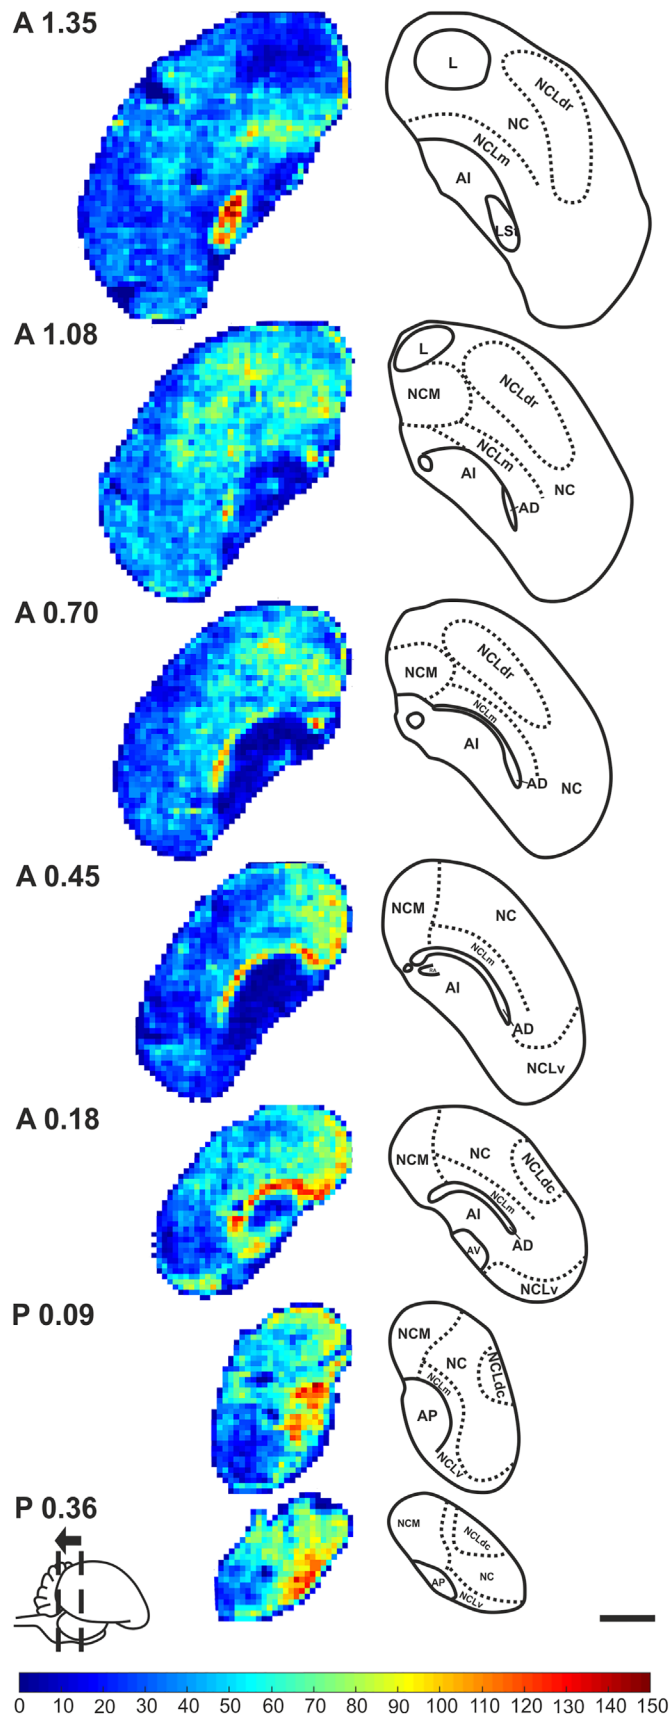 A 1.35
L
NCLdr
NC
NCLm
AI
LSt
A 1.08
L
NCM
NCLdr
NCLm
AI
NC
AD
A 0.70
NCM
NCLdr
NCLm
AI
AD
NC
A 0.45
NCM
NC
NCLm
AI
AD
NCLv
A 0.18
NCM
NC
NCLdc
NCLm
AI
AV
AD
NCLv
P 0.09
NCM
NC
NCLdc
NCLm
AP
NCLv
P 0.36
NCM
NCLdc
NC
AP
NCLv
0 10 20 30 40 50 60 70 80 90 100 110 120 130 140 150